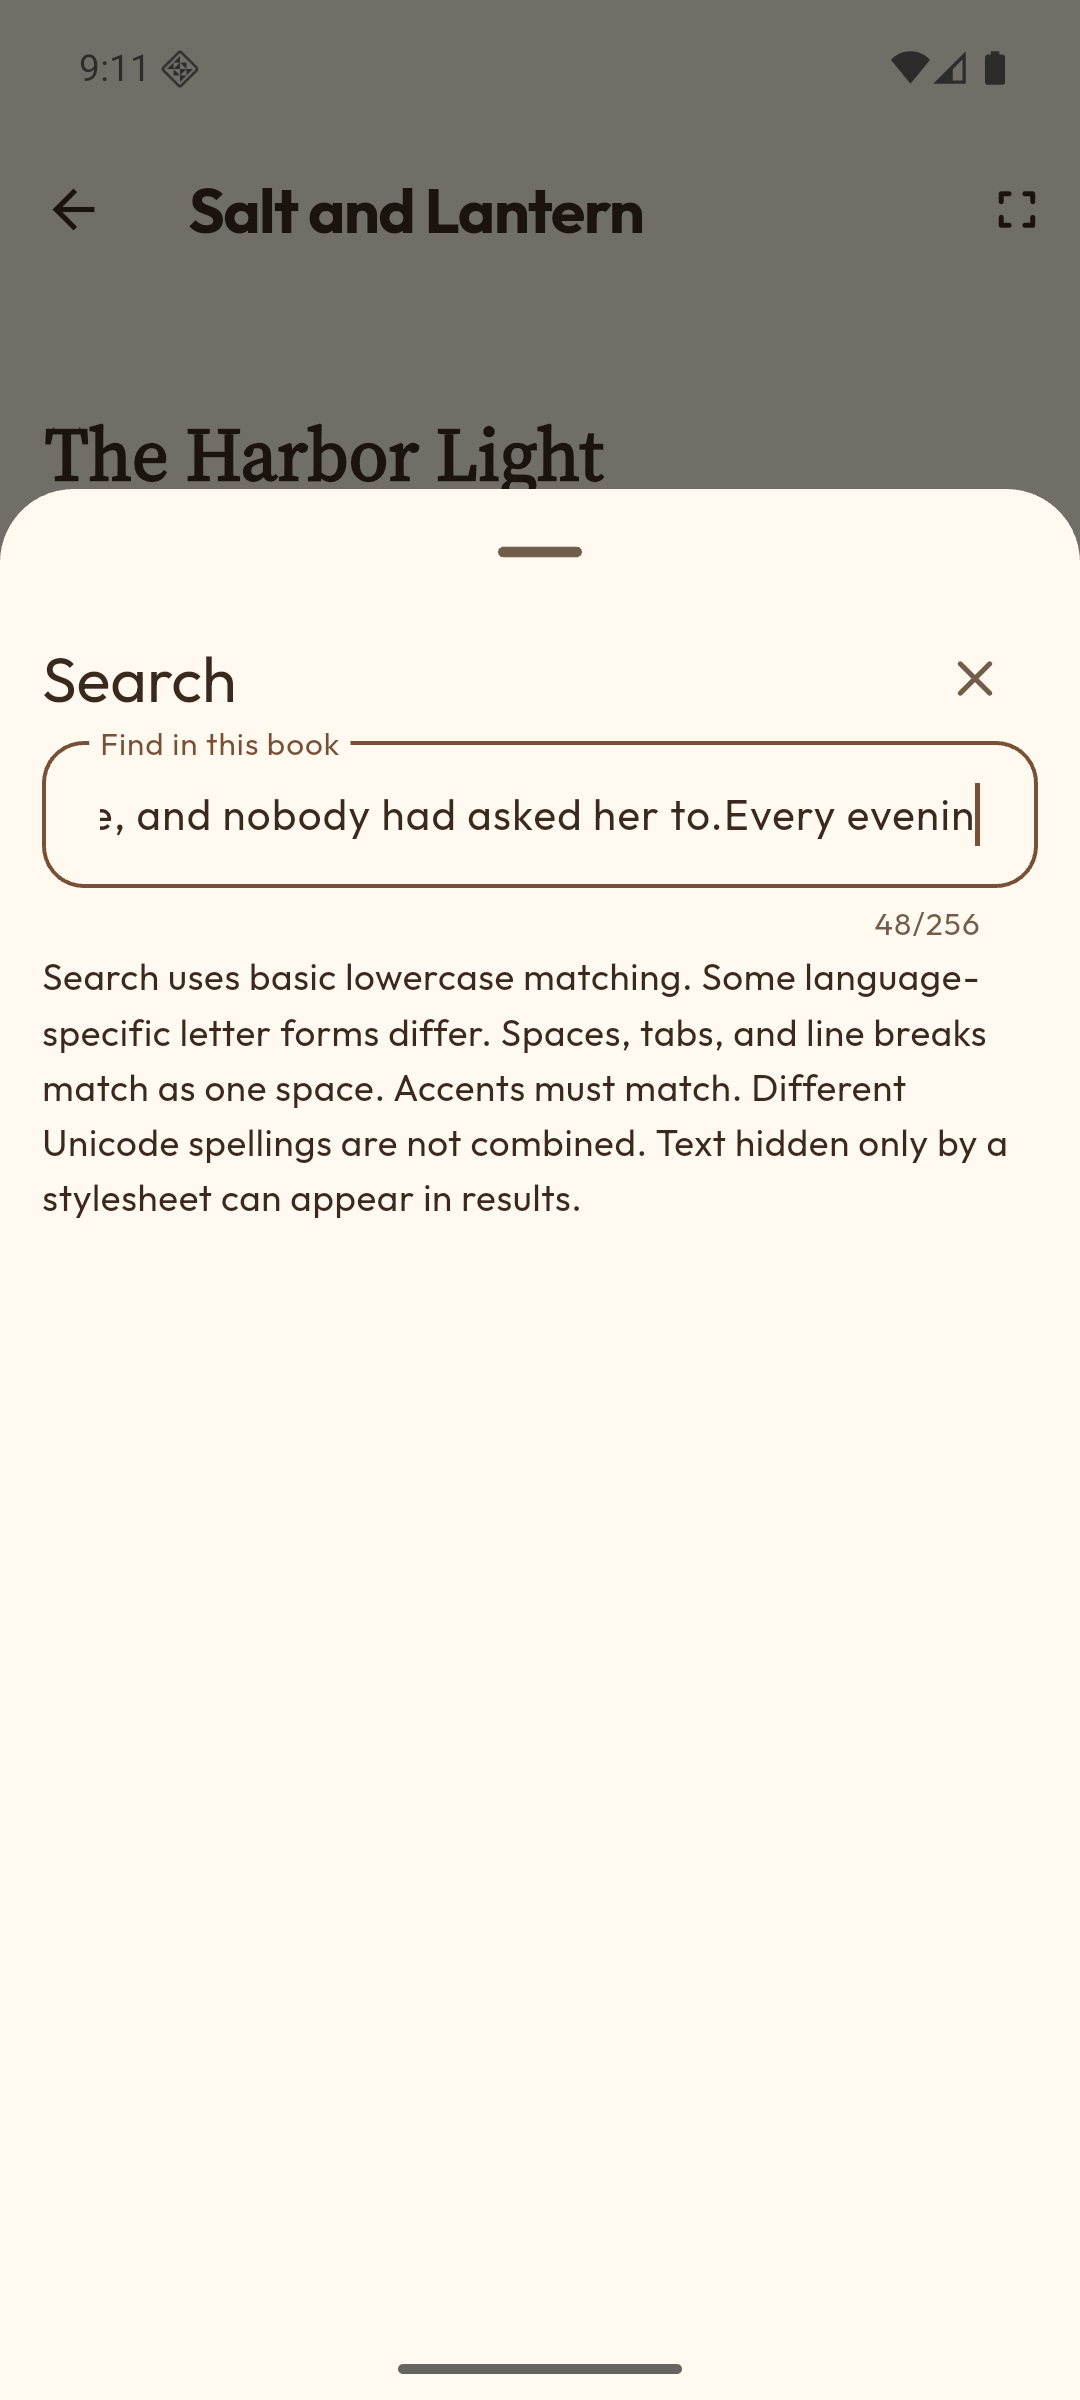 9:11
Salt and Lantern
The Harbor Light
Search
Find in this book
e, and nobody had asked her to.Every evenin
48/256
Search uses basic lowercase matching. Some language-
specific letter forms differ. Spaces, tabs, and line breaks
match as one space. Accents must match. Different
Unicode spellings are not combined. Text hidden only by a
stylesheet can appear in results.